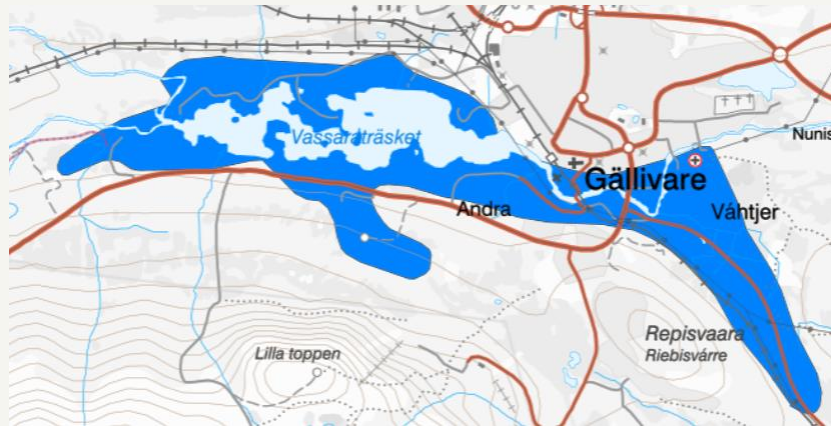 Vassaraträsket
Nunis
Gällivare
Andra
Váhtjer
Repisvaara
Riebisvárre
Lilla toppen